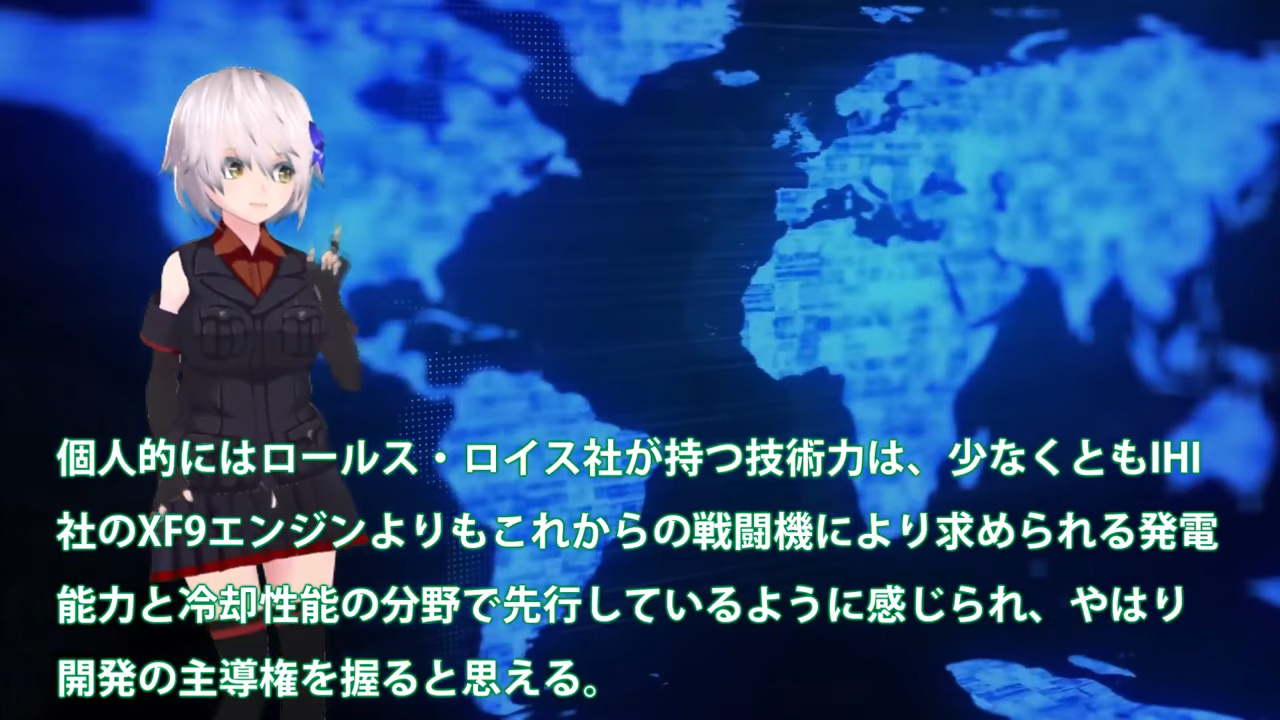 個人的にはロールス・ロイス社が持つ技術力は、少なくともIHI
社のXF9エンジンよりもこれからの戦闘機により求められる発電
能力と冷却性能の分野で先行しているように感じられ、やはり
開発の主導権を握ると思える。